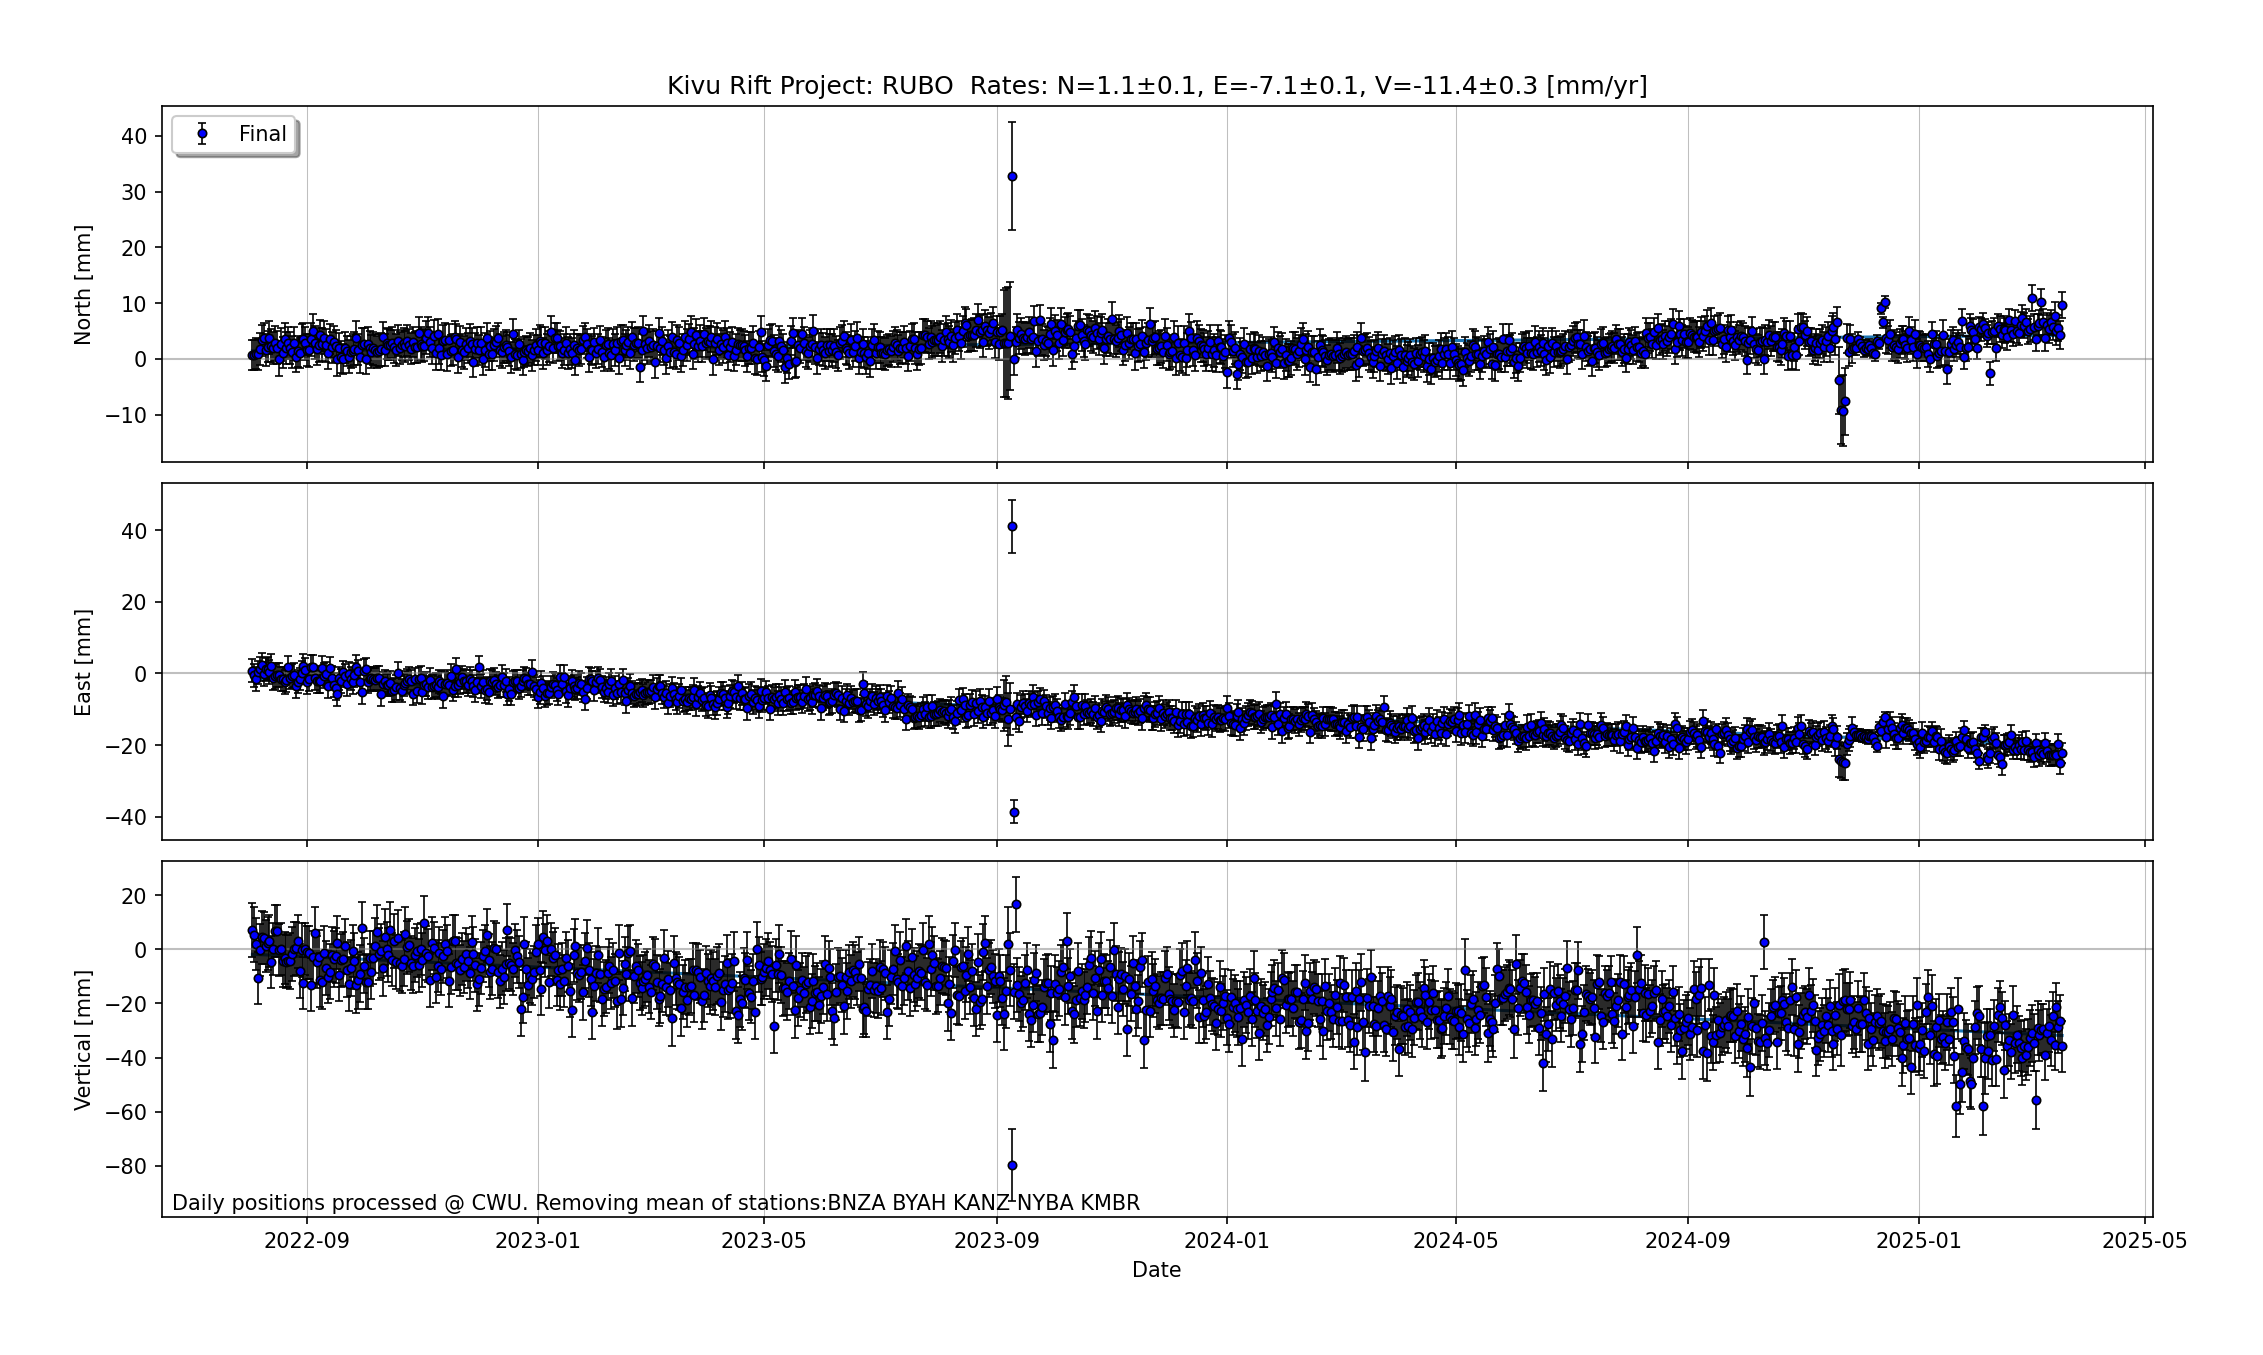 Kivu Rift Project: RUBO  Rates: N=1.1±0.1, E=-7.1±0.1, V=-11.4±0.3 [mm/yr]
Final
North [mm]
40
30
20
10
0
−10
East [mm]
40
20
0
−20
−40
Vertical [mm]
20
0
−20
−40
−60
−80
Daily positions processed @ CWU. Removing mean of stations:BNZA BYAH KANZ NYBA KMBR
2022-09 2023-01 2023-05 2023-09 2024-01 2024-05 2024-09 2025-01 2025-05
Date